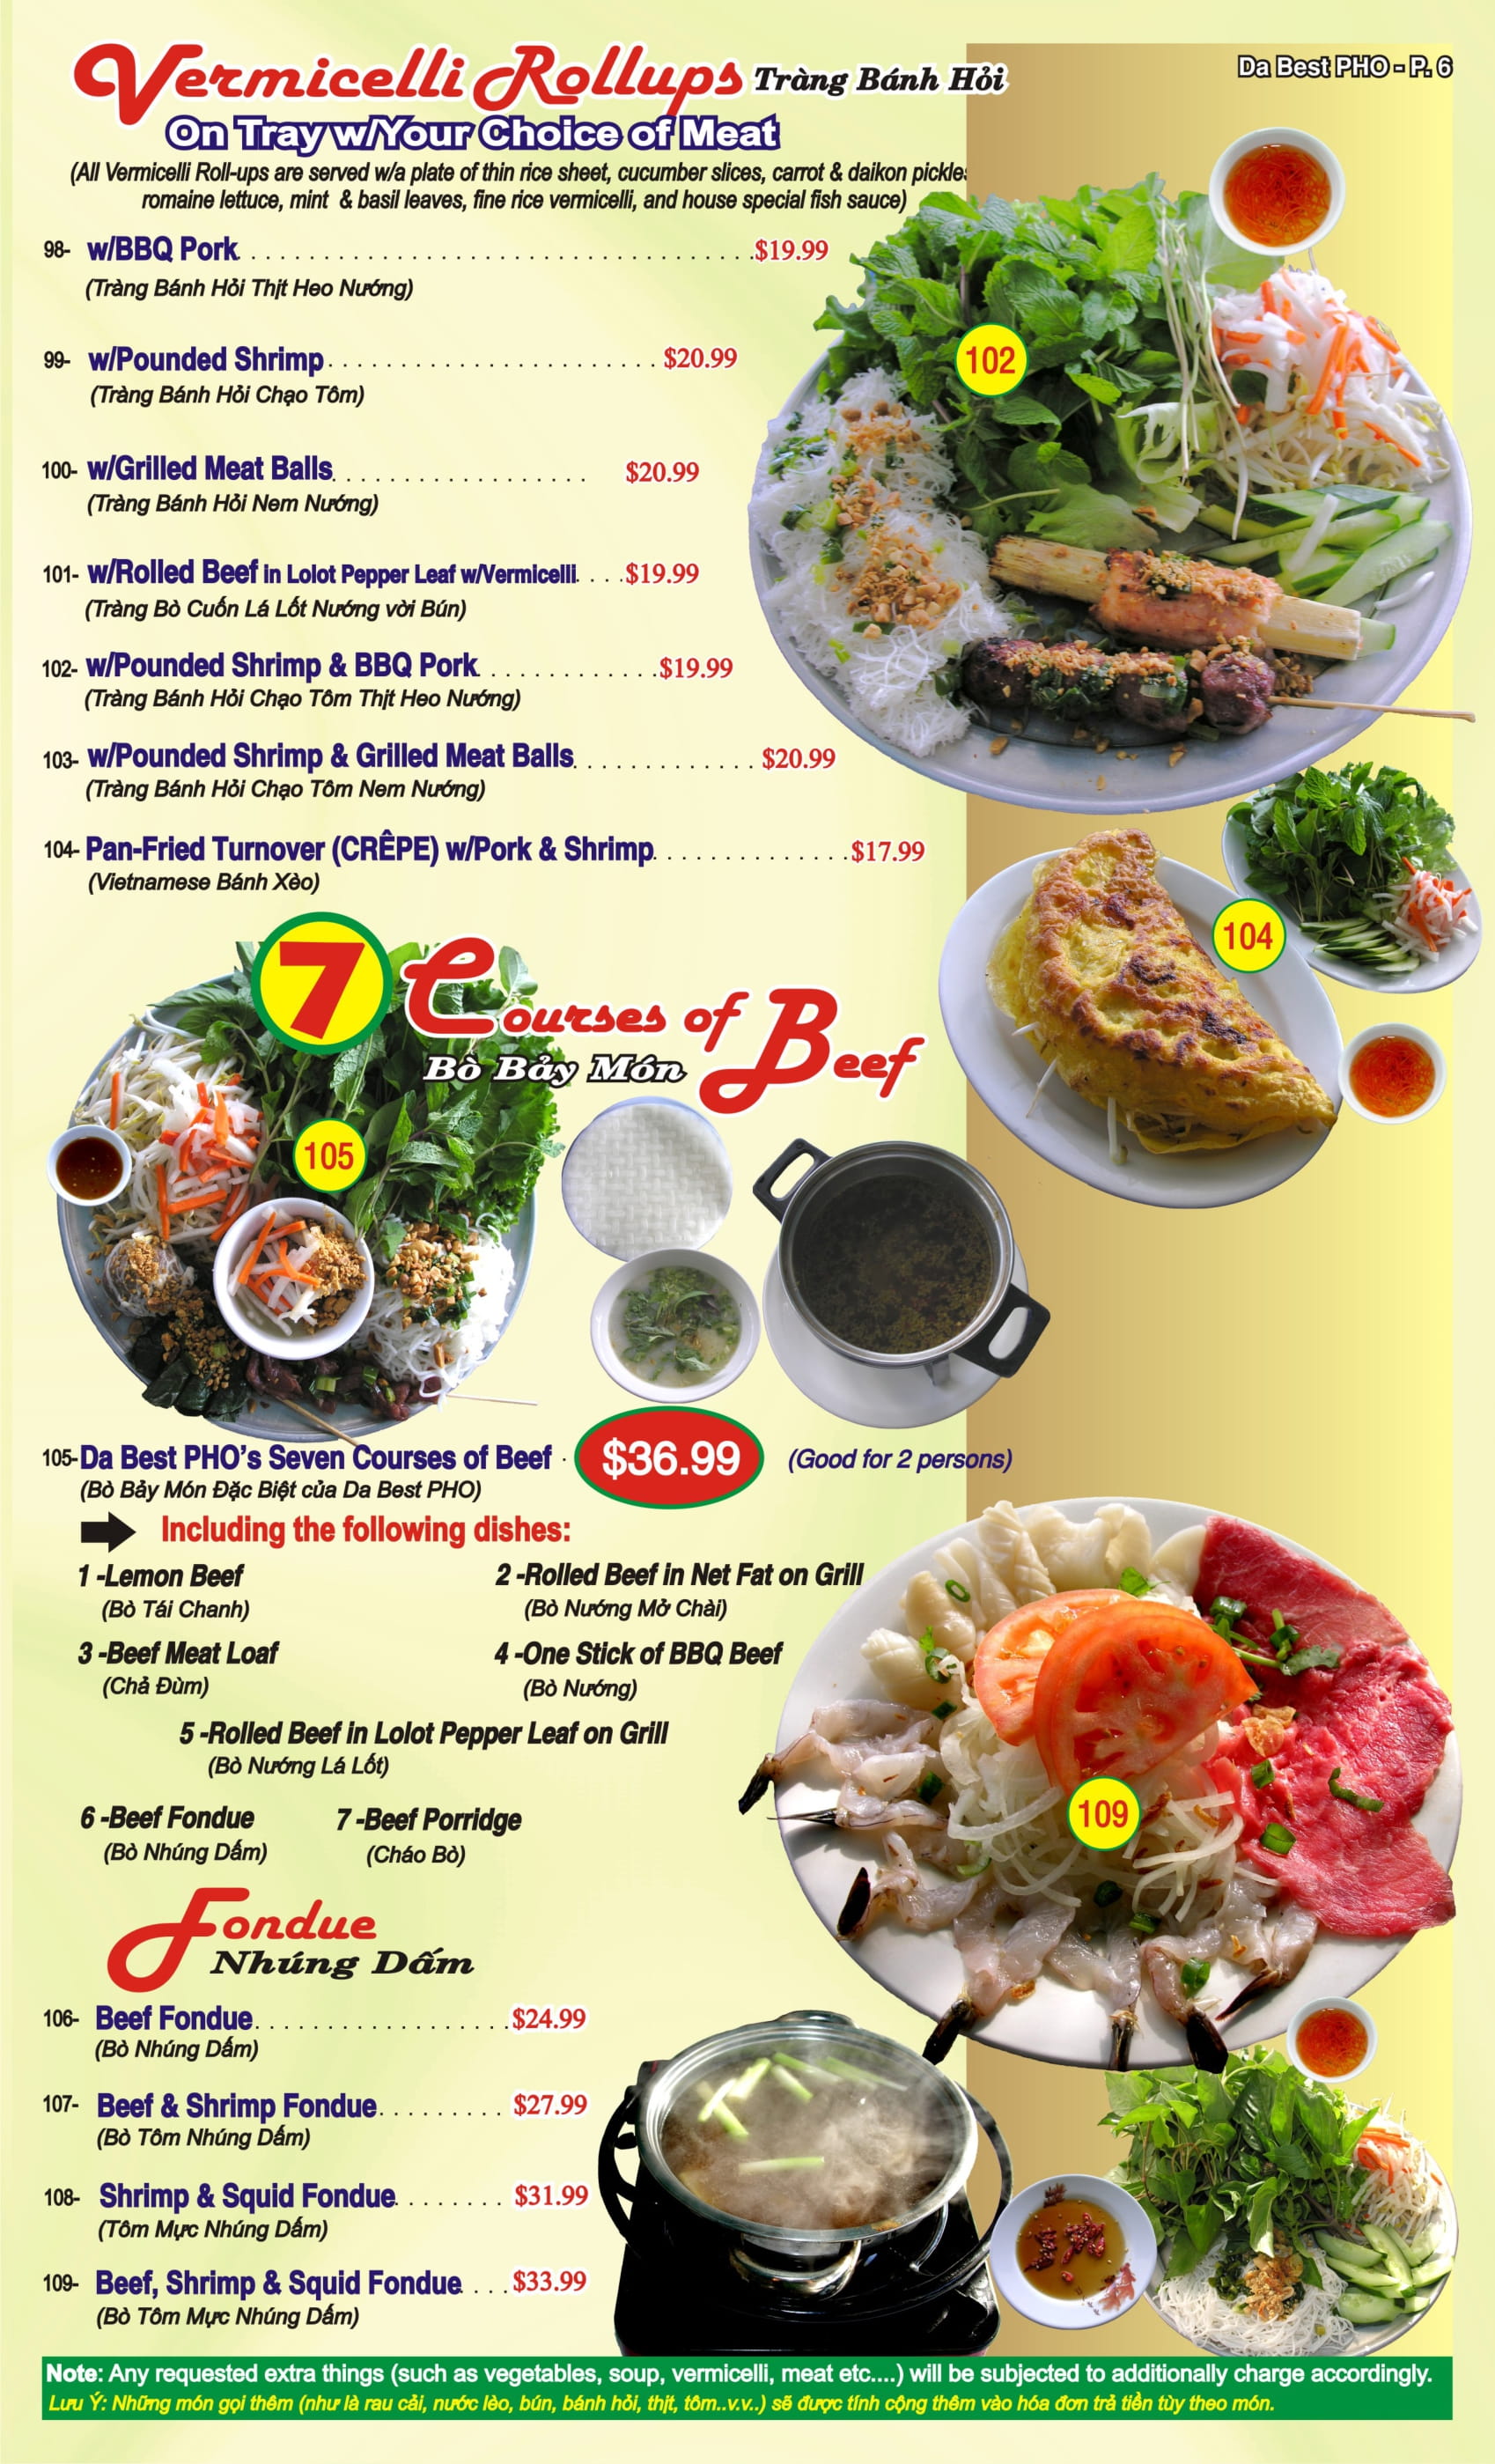 Vermicelli Rollups Tràng Bánh Hỏi
Da Best PHO - P. 6
On Tray w/Your Choice of Meat
(All Vermicelli Roll-ups are served w/a plate of thin rice sheet, cucumber slices, carrot & daikon pickles
romaine lettuce, mint & basil leaves, fine rice vermicelli, and house special fish sauce)
98- w/BBQ Pork. . . . . . . . . . . . . . . . . . . . . . . . . . . . . . . . . . . .$19.99
(Tràng Bánh Hỏi Thịt Heo Nướng)
99- w/Pounded Shrimp. . . . . . . . . . . . . . . . . . . . . . . $20.99
(Tràng Bánh Hỏi Chạo Tôm)
100- w/Grilled Meat Balls. . . . . . . . . . . . . . . . . . $20.99
(Tràng Bánh Hỏi Nem Nướng)
101- w/Rolled Beef in Lolot Pepper Leaf w/Vermicelli. . . .$19.99
(Tràng Bò Cuốn Lá Lốt Nướng vời Bún)
102- w/Pounded Shrimp & BBQ Pork. . . . . . . . . . . . .$19.99
(Tràng Bánh Hỏi Chạo Tôm Thịt Heo Nướng)
103- w/Pounded Shrimp & Grilled Meat Balls. . . . . . . . . . . . . $20.99
(Tràng Bánh Hỏi Chạo Tôm Nem Nướng)
104- Pan-Fried Turnover (CRÊPE) w/Pork & Shrimp. . . . . . . . . . . . . .$17.99
(Vietnamese Bánh Xèo)
102
104
7 Courses of Beef
Bò Bảy Món
105
105- Da Best PHO's Seven Courses of Beef . $36.99 (Good for 2 persons)
(Bò Bảy Món Đặc Biệt của Da Best PHO)
Including the following dishes:
1 -Lemon Beef
(Bò Tái Chanh)
2 -Rolled Beef in Net Fat on Grill
(Bò Nướng Mở Chài)
3 -Beef Meat Loaf
(Chả Đùm)
4 -One Stick of BBQ Beef
(Bò Nướng)
5 -Rolled Beef in Lolot Pepper Leaf on Grill
(Bò Nướng Lá Lốt)
6 -Beef Fondue
(Bò Nhúng Dấm)
7 -Beef Porridge
(Cháo Bò)
109
Fondue
Nhúng Dấm
106- Beef Fondue. . . . . . . . . . . . . . . . . .$24.99
(Bò Nhúng Dấm)
107- Beef & Shrimp Fondue. . . . . . . . . $27.99
(Bò Tôm Nhúng Dấm)
108- Shrimp & Squid Fondue. . . . . . . . $31.99
(Tôm Mực Nhúng Dấm)
109- Beef, Shrimp & Squid Fondue. . . .$33.99
(Bò Tôm Mực Nhúng Dấm)
Note: Any requested extra things (such as vegetables, soup, vermicelli, meat etc....) will be subjected to additionally charge accordingly.
Lưu Ý: Những món gọi thêm (như là rau cải, nước lèo, bún, bánh hỏi, thịt, tôm..v.v..) sẽ được tính cộng thêm vào hóa đơn trả tiền tùy theo món.